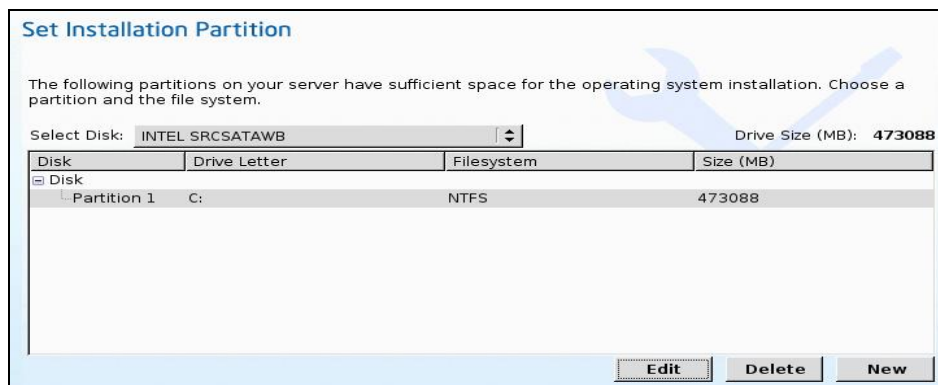 Set Installation Partition
The following partitions on your server have sufficient space for the operating system installation. Choose a
partition and the file system.
Select Disk: INTEL SRCSATAWB Drive Size (MB): 473088
Disk Drive Letter Filesystem Size (MB)
Disk
Partition 1 C: NTFS 473088
Edit Delete New